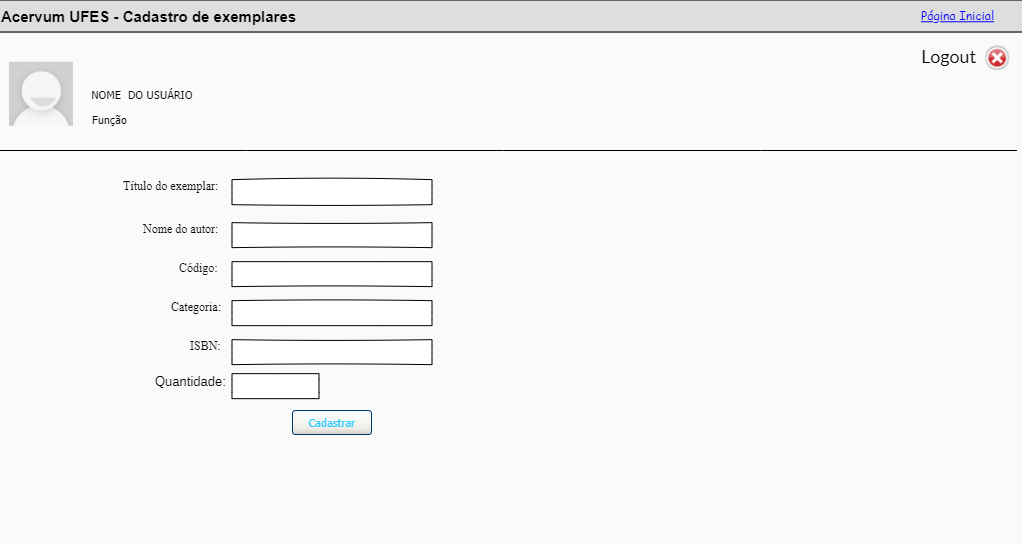 Acervum UFES - Cadastro de exemplares
Página Inicial
Logout
NOME DO USUÁRIO
Função
Título do exemplar:
Nome do autor:
Código:
Categoria:
ISBN:
Quantidade:
Cadastrar